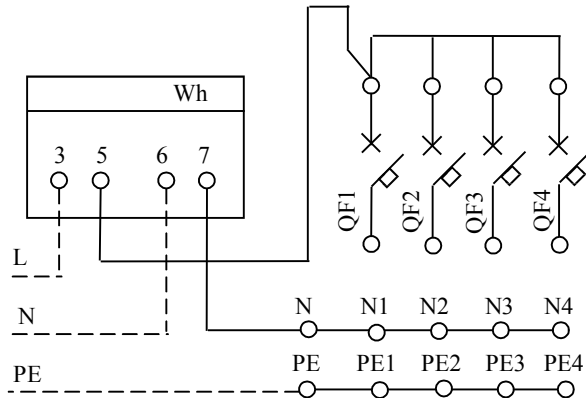 Wh
3 5 6 7
QF1 QF2 QF3 QF4
L
N
N N1 N2 N3 N4
PE
PE PE1 PE2 PE3 PE4